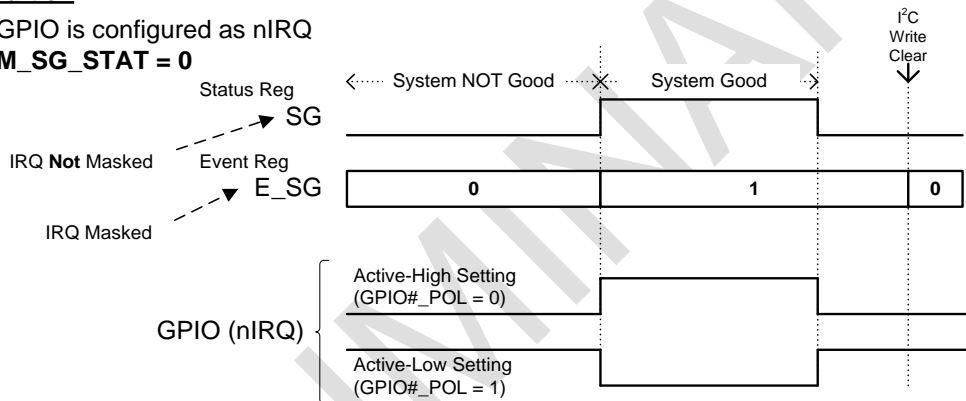 GPIO is configured as nIRQ
M_SG_STAT = 0
I²C
Write
Clear
System NOT Good
System Good
Status Reg
SG
IRQ Not Masked
Event Reg
E_SG
0
1
0
IRQ Masked
Active-High Setting
(GPIO#_POL = 0)
GPIO (nIRQ)
Active-Low Setting
(GPIO#_POL = 1)